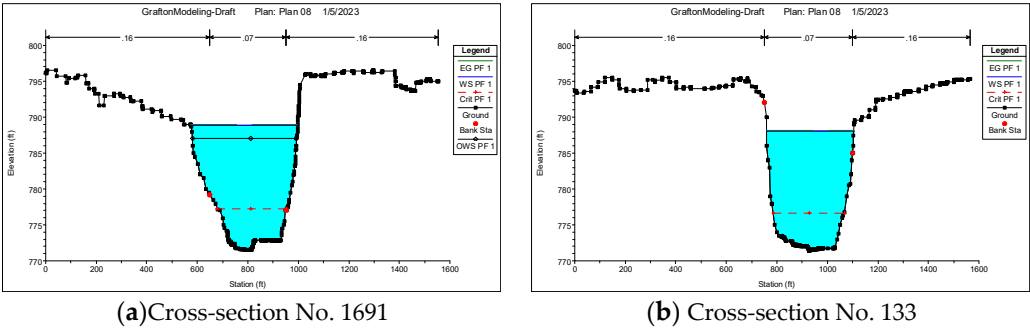 GraftonModeling-Draft Plan: Plan 08 1/5/2023
.16 .07 .16
Legend
EG PF 1
WS PF 1
Crit PF 1
Ground
Bank Sta
OWS PF 1
Elevation (ft)
800
795
790
785
780
775
770
0 200 400 600 800 1000 1200 1400 1600
Station (ft)
(a)Cross-section No. 1691
GraftonModeling-Draft Plan: Plan 08 1/5/2023
.16 .07 .16
Legend
EG PF 1
WS PF 1
Crit PF 1
Ground
Bank Sta
Elevation (ft)
800
795
790
785
780
775
770
0 200 400 600 800 1000 1200 1400 1600
Station (ft)
(b) Cross-section No. 133